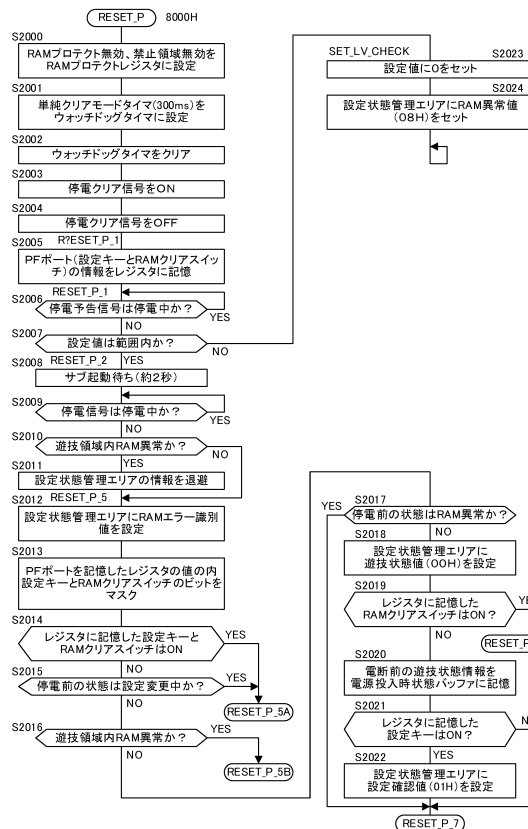 RESET_P 8000H
S2000
RAMプロテクト無効、禁止領域無効を
RAMプロテクトレジスタに設定
S2001
単純クリアモードタイマ(300ms)を
ウォッチドッグタイマに設定
S2002
ウォッチドッグタイマをクリア
S2003
停電クリア信号をON
S2004
停電クリア信号をOFF
S2005 R?ESET_P_1
PFポート(設定キーとRAMクリアスイッ
チ)の情報をレジスタに記憶
RESET_P_1
S2006
停電予告信号は停電中か?
YES
NO
S2007
設定値は範囲内か?
NO
S2008 RESET_P_2 YES
サブ起動待ち(約2秒)
S2009
停電信号は停電中か?
YES
NO
S2010
遊技領域内RAM異常か?
NO
YES
S2011
設定状態管理エリアの情報を退避
S2012 RESET_P_5
設定状態管理エリアにRAMエラー識別
値を設定
S2013
PFポートを記憶したレジスタの値の内
設定キーとRAMクリアスイッチのビットを
マスク
S2014
レジスタに記憶した設定キーと
RAMクリアスイッチはON
YES
NO
S2015
停電前の状態は設定変更中か?
YES
NO
RESET_P_5A
S2016
遊技領域内RAM異常か?
YES
NO
RESET_P_5B
SET_LV_CHECK S2023
設定値に0をセット
S2024
設定状態管理エリアにRAM異常値
(08H)をセット
S2017
YES
停電前の状態はRAM異常か?
NO
S2018
設定状態管理エリアに
遊技状態値(00H)を設定
S2019
レジスタに記憶した
RAMクリアスイッチはON?
NO
S2020
電断前の遊技状態情報を
電源投入時状態バッファに記憶
S2021
レジスタに記憶した
設定キーはON?
YES
S2022
設定状態管理エリアに
設定確認値(01H)を設定
RESET_P_7